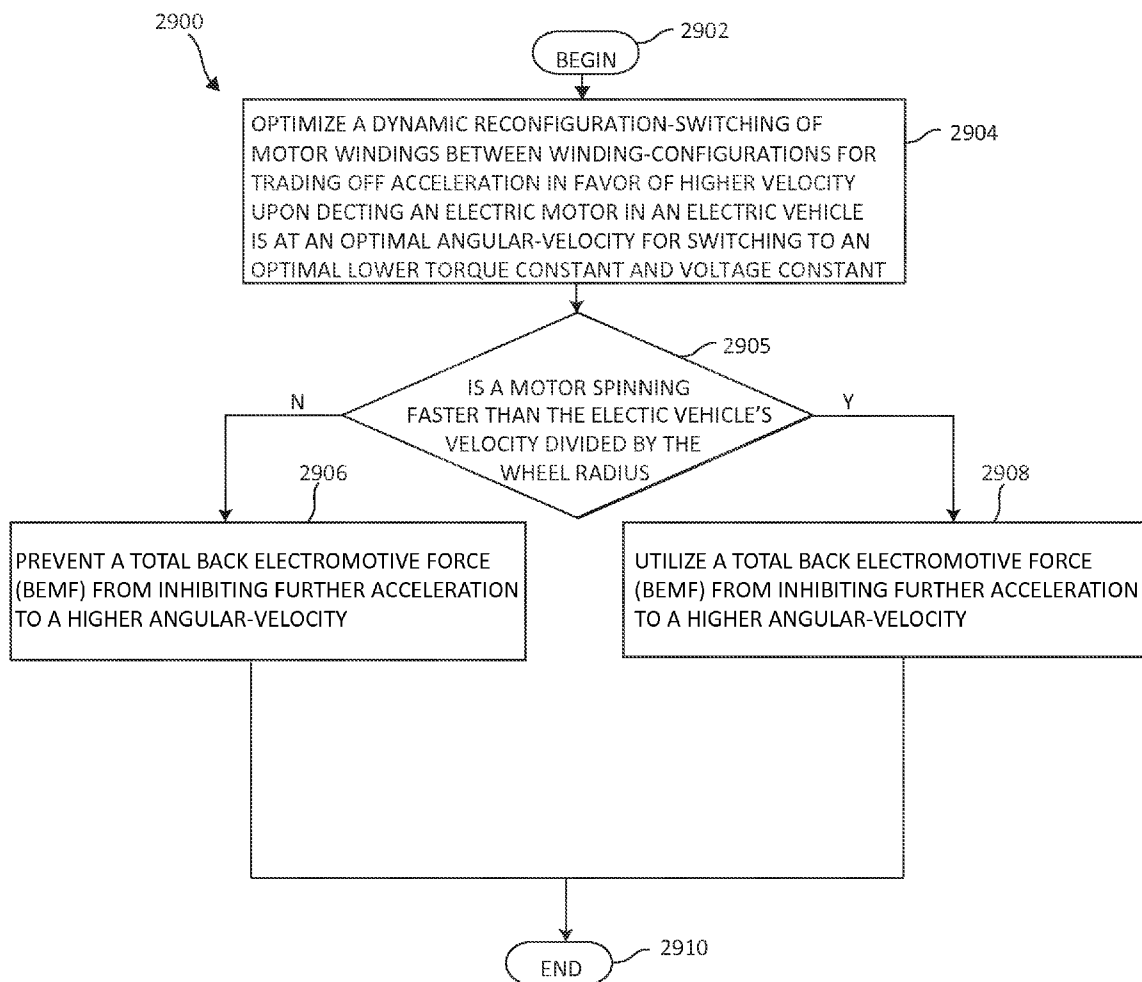 2900
2902
BEGIN
2904
OPTIMIZE A DYNAMIC RECONFIGURATION-SWITCHING OF
MOTOR WINDINGS BETWEEN WINDING-CONFIGURATIONS FOR
TRADING OFF ACCELERATION IN FAVOR OF HIGHER VELOCITY
UPON DECTING AN ELECTRIC MOTOR IN AN ELECTRIC VEHICLE
IS AT AN OPTIMAL ANGULAR-VELOCITY FOR SWITCHING TO AN
OPTIMAL LOWER TORQUE CONSTANT AND VOLTAGE CONSTANT
2905
IS A MOTOR SPINNING
FASTER THAN THE ELECTIC VEHICLE'S
VELOCITY DIVIDED BY THE
WHEEL RADIUS
N
Y
2906
PREVENT A TOTAL BACK ELECTROMOTIVE FORCE
(BEMF) FROM INHIBITING FURTHER ACCELERATION
TO A HIGHER ANGULAR-VELOCITY
2908
UTILIZE A TOTAL BACK ELECTROMOTIVE FORCE
(BEMF) FROM INHIBITING FURTHER ACCELERATION
TO A HIGHER ANGULAR-VELOCITY
2910
END